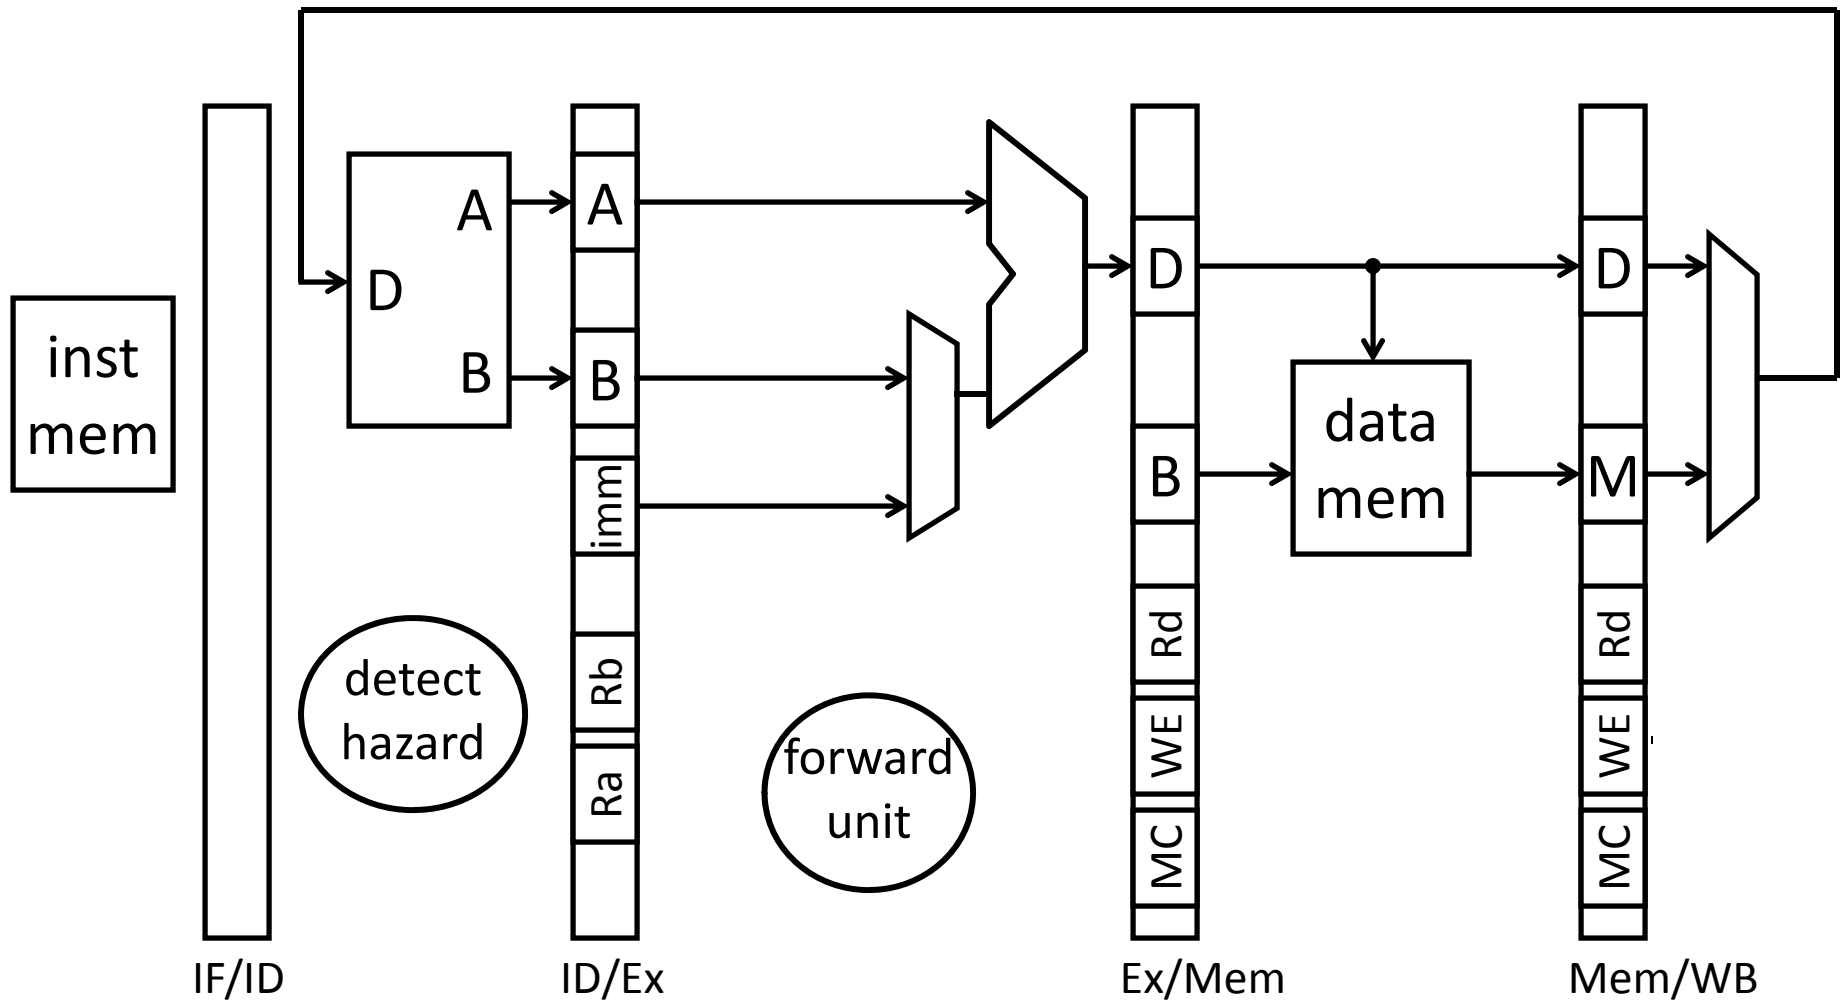 inst
mem
D
A
B
A
B
imm
Rb
Ra
detect
hazard
forward
unit
D
B
Rd
WE
MC
data
mem
D
M
Rd
WE
MC
IF/ID
ID/Ex
Ex/Mem
Mem/WB